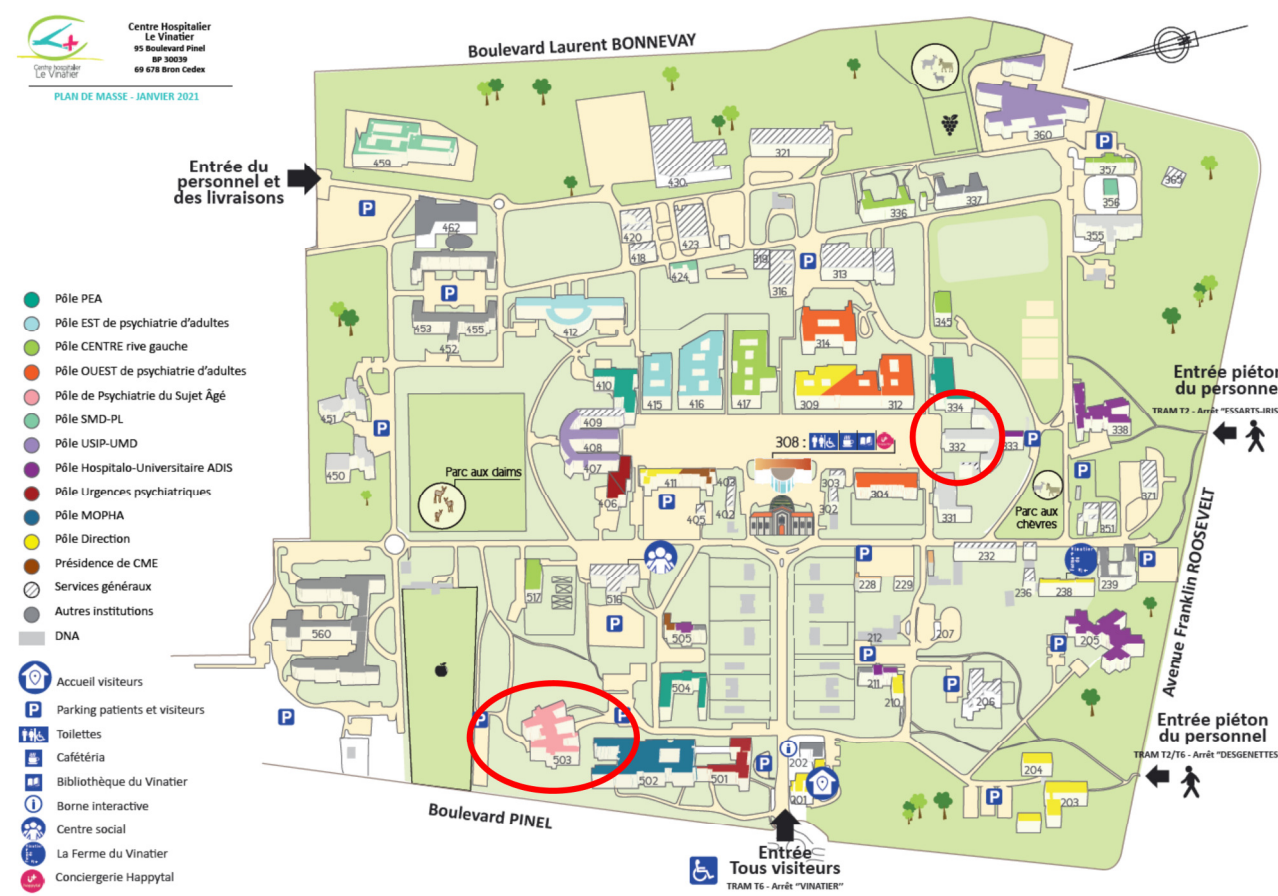 Centre Hospitalier
Le Vinatier
95 Boulevard Pinel
BP 30039
69 678 Bron Cedex
Centre hospitalier
Le Vinatier
PLAN DE MASSE - JANVIER 2021
Boulevard Laurent BONNEVAY
Entrée du
personnel et
des livraisons
459
430
321
360
357
356
365
355
336
337
462
420
423
418
424
319
316
313
453
455
452
412
345
314
410
415
416
417
309
312
334
Entrée piéton
du personne
TRAM T2 - Arrêt "ESSARTS-IRIS
451
450
409
408
407
406
308 :
332
333
338
Parc aux daims
411
403
405
402
303
302
304
331
Parc aux
chèvres
371
351
Avenue Franklin ROOSEVELT
Pôle PEA
Pôle EST de psychiatrie d'adultes
Pôle CENTRE rive gauche
Pôle OUEST de psychiatrie d'adultes
Pôle de Psychiatrie du Sujet Âgé
Pôle SMD-PL
Pôle USIP-UMD
Pôle Hospitalo-Universitaire ADIS
Pôle Urgences psychiatriques
Pôle MOPHA
Pôle Direction
Présidence de CME
Services généraux
Autres institutions
DNA
Accueil visiteurs
P Parking patients et visiteurs
Toilettes
Cafétéria
Bibliothèque du Vinatier
i Borne interactive
Centre social
La Ferme du Vinatier
Conciergerie Happytal
517
516
228
229
232
236
238
239
560
505
212
207
205
504
211
210
206
503
502
501
202
201
204
203
Entrée piéton
du personnel
TRAM T2/T6 - Arrêt "DESGENETTES
Boulevard PINEL
Entrée
Tous visiteurs
TRAM T6 - Arrêt "VINATIER"